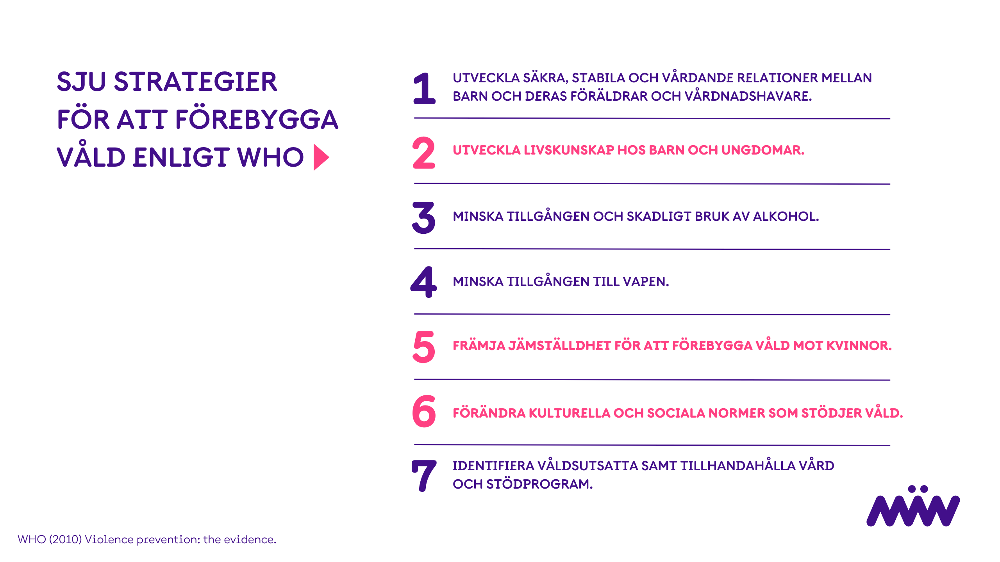 SJU STRATEGIER
FÖR ATT FÖREBYGGA
VÅLD ENLIGT WHO
1 UTVECKLA SÄKRA, STABILA OCH VÅRDANDE RELATIONER MELLAN
BARN OCH DERAS FÖRÄLDRAR OCH VÅRDNADSHAVARE.
2 UTVECKLA LIVSKUNSKAP HOS BARN OCH UNGDOMAR.
3 MINSKA TILLGÅNGEN OCH SKADLIGT BRUK AV ALKOHOL.
4 MINSKA TILLGÅNGEN TILL VAPEN.
5 FRÄMJA JÄMSTÄLLDHET FÖR ATT FÖREBYGGA VÅLD MOT KVINNOR.
6 FÖRÄNDRA KULTURELLA OCH SOCIALA NORMER SOM STÖDJER VÅLD.
7 IDENTIFIERA VÅLDSUTSATTA SAMT TILLHANDAHÅLLA VÅRD
OCH STÖDPROGRAM.
MÄN
WHO (2010) Violence prevention: the evidence.